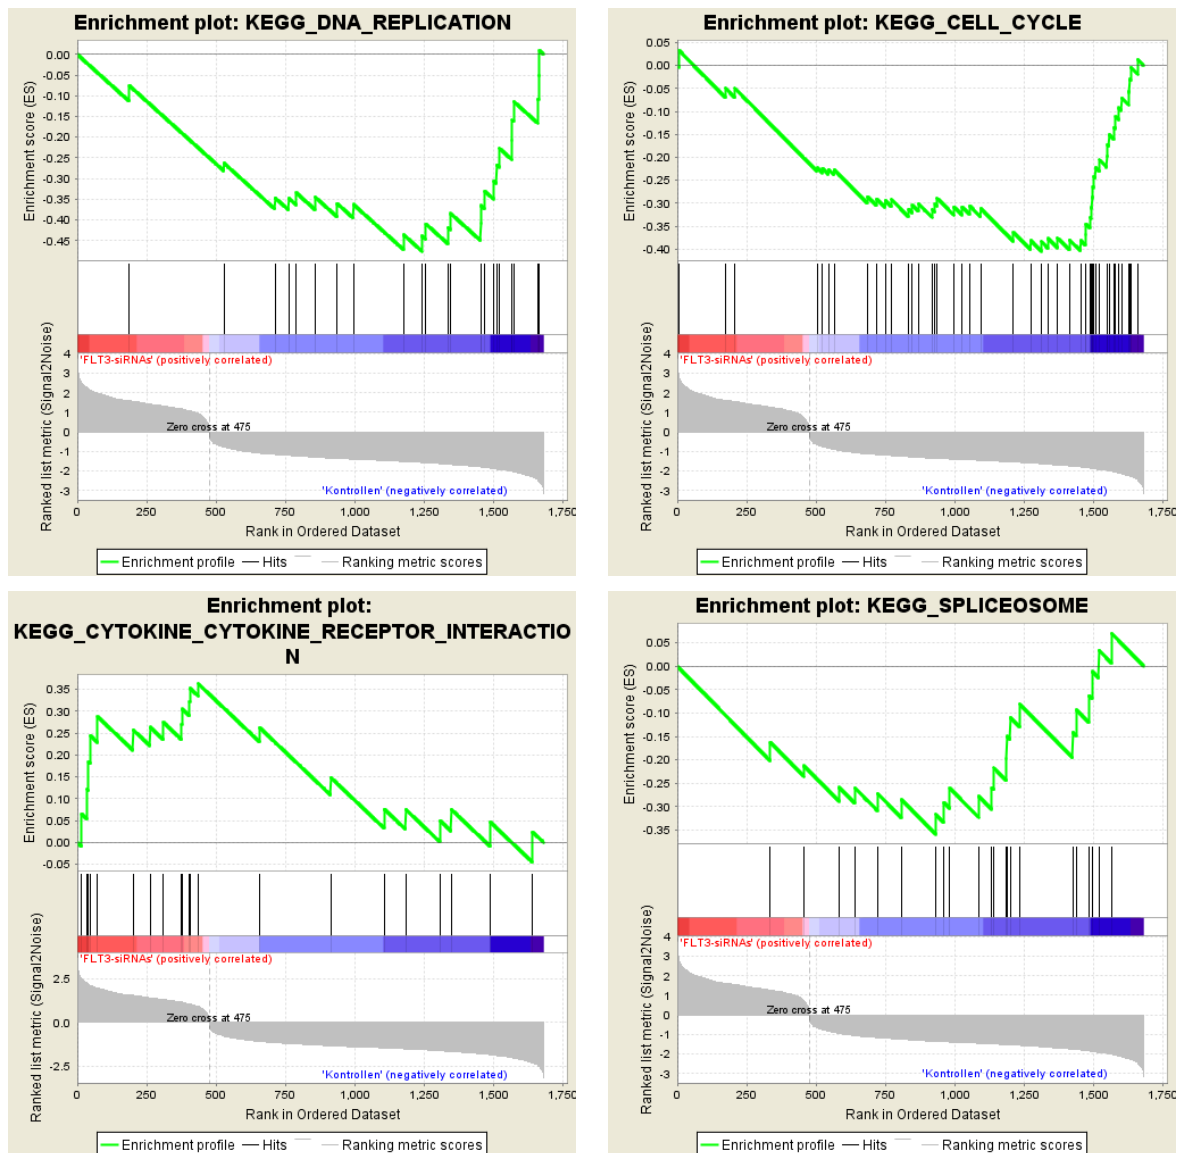 Enrichment plot: KEGG_DNA_REPLICATION
Enrichment score (ES)
0.00
-0.05
-0.10
-0.15
-0.20
-0.25
-0.30
-0.35
-0.40
-0.45
Ranked list metric (Signal2Noise)
4
'FLT3-siRNAs' (positively correlated)
3
2
1
Zero cross at 475
0
-1
-2
'Kontrollen' (negatively correlated)
-3
0 250 500 750 1,000 1,250 1,500 1,750
Rank in Ordered Dataset
Enrichment profile Hits Ranking metric scores
Enrichment plot: KEGG_CELL_CYCLE
Enrichment score (ES)
0.05
0.00
-0.05
-0.10
-0.15
-0.20
-0.25
-0.30
-0.35
-0.40
Ranked list metric (Signal2Noise)
4
'FLT3-siRNAs' (positively correlated)
3
2
1
Zero cross at 475
0
-1
-2
'Kontrollen' (negatively correlated)
-3
0 250 500 750 1,000 1,250 1,500 1,750
Rank in Ordered Dataset
Enrichment profile Hits Ranking metric scores
Enrichment plot:
KEGG_CYTOKINE_CYTOKINE_RECEPTOR_INTERACTIO
N
Enrichment score (ES)
0.35
0.30
0.25
0.20
0.15
0.10
0.05
0.00
-0.05
Ranked list metric (Signal2Noise)
'FLT3-siRNAs' (positively correlated)
2.5
Zero cross at 475
0.0
-2.5
'Kontrollen' (negatively correlated)
0 250 500 750 1,000 1,250 1,500 1,750
Rank in Ordered Dataset
Enrichment profile Hits Ranking metric scores
Enrichment plot: KEGG_SPLICEOSOME
Enrichment score (ES)
0.05
0.00
-0.05
-0.10
-0.15
-0.20
-0.25
-0.30
-0.35
Ranked list metric (Signal2Noise)
4
'FLT3-siRNAs' (positively correlated)
3
2
1
Zero cross at 475
0
-1
-2
'Kontrollen' (negatively correlated)
-3
0 250 500 750 1,000 1,250 1,500 1,750
Rank in Ordered Dataset
Enrichment profile Hits Ranking metric scores